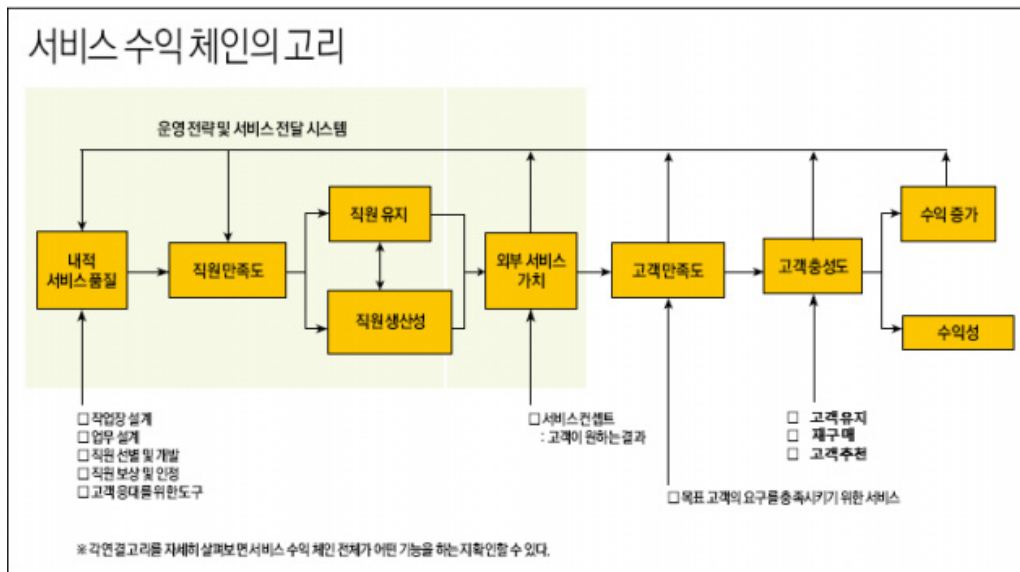 서비스 수익 체인의 고리
운영 전략 및 서비스 전달 시스템
내적
서비스 품질
직원 만족도
직원 유지
직원 생산성
외부 서비스
가치
고객 만족도
고객 충성도
수익 증가
수익성
□ 작업장 설계
□ 업무 설계
□ 직원 선별 및 개발
□ 직원 보상 및 인정
□ 고객 응대를 위한 도구
□ 서비스 컨셉트
: 고객이 원하는 결과
□ 목표 고객의 요구를 충족시키기 위한 서비스
□ 고객 유지
□ 재구매
□ 고객 추천
※ 각 연결 고리를 자세히 살펴보면 서비스 수익 체인 전체가 어떤 기능을 하는지 확인할 수 있다.